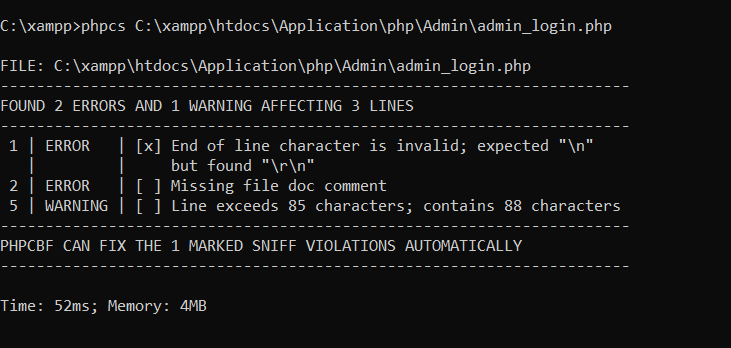 C:\xampp>phpcs C:\xampp\htdocs\Application\php\Admin\admin_login.php
FILE: C:\xampp\htdocs\Application\php\Admin\admin_login.php
----------------------------------------------------------------------
FOUND 2 ERRORS AND 1 WARNING AFFECTING 3 LINES
----------------------------------------------------------------------
 1 | ERROR   | [x] End of line character is invalid; expected "\n"
   |         |     but found "\r\n"
 2 | ERROR   | [ ] Missing file doc comment
 5 | WARNING | [ ] Line exceeds 85 characters; contains 88 characters
----------------------------------------------------------------------
PHPCBF CAN FIX THE 1 MARKED SNIFF VIOLATIONS AUTOMATICALLY
----------------------------------------------------------------------
Time: 52ms; Memory: 4MB